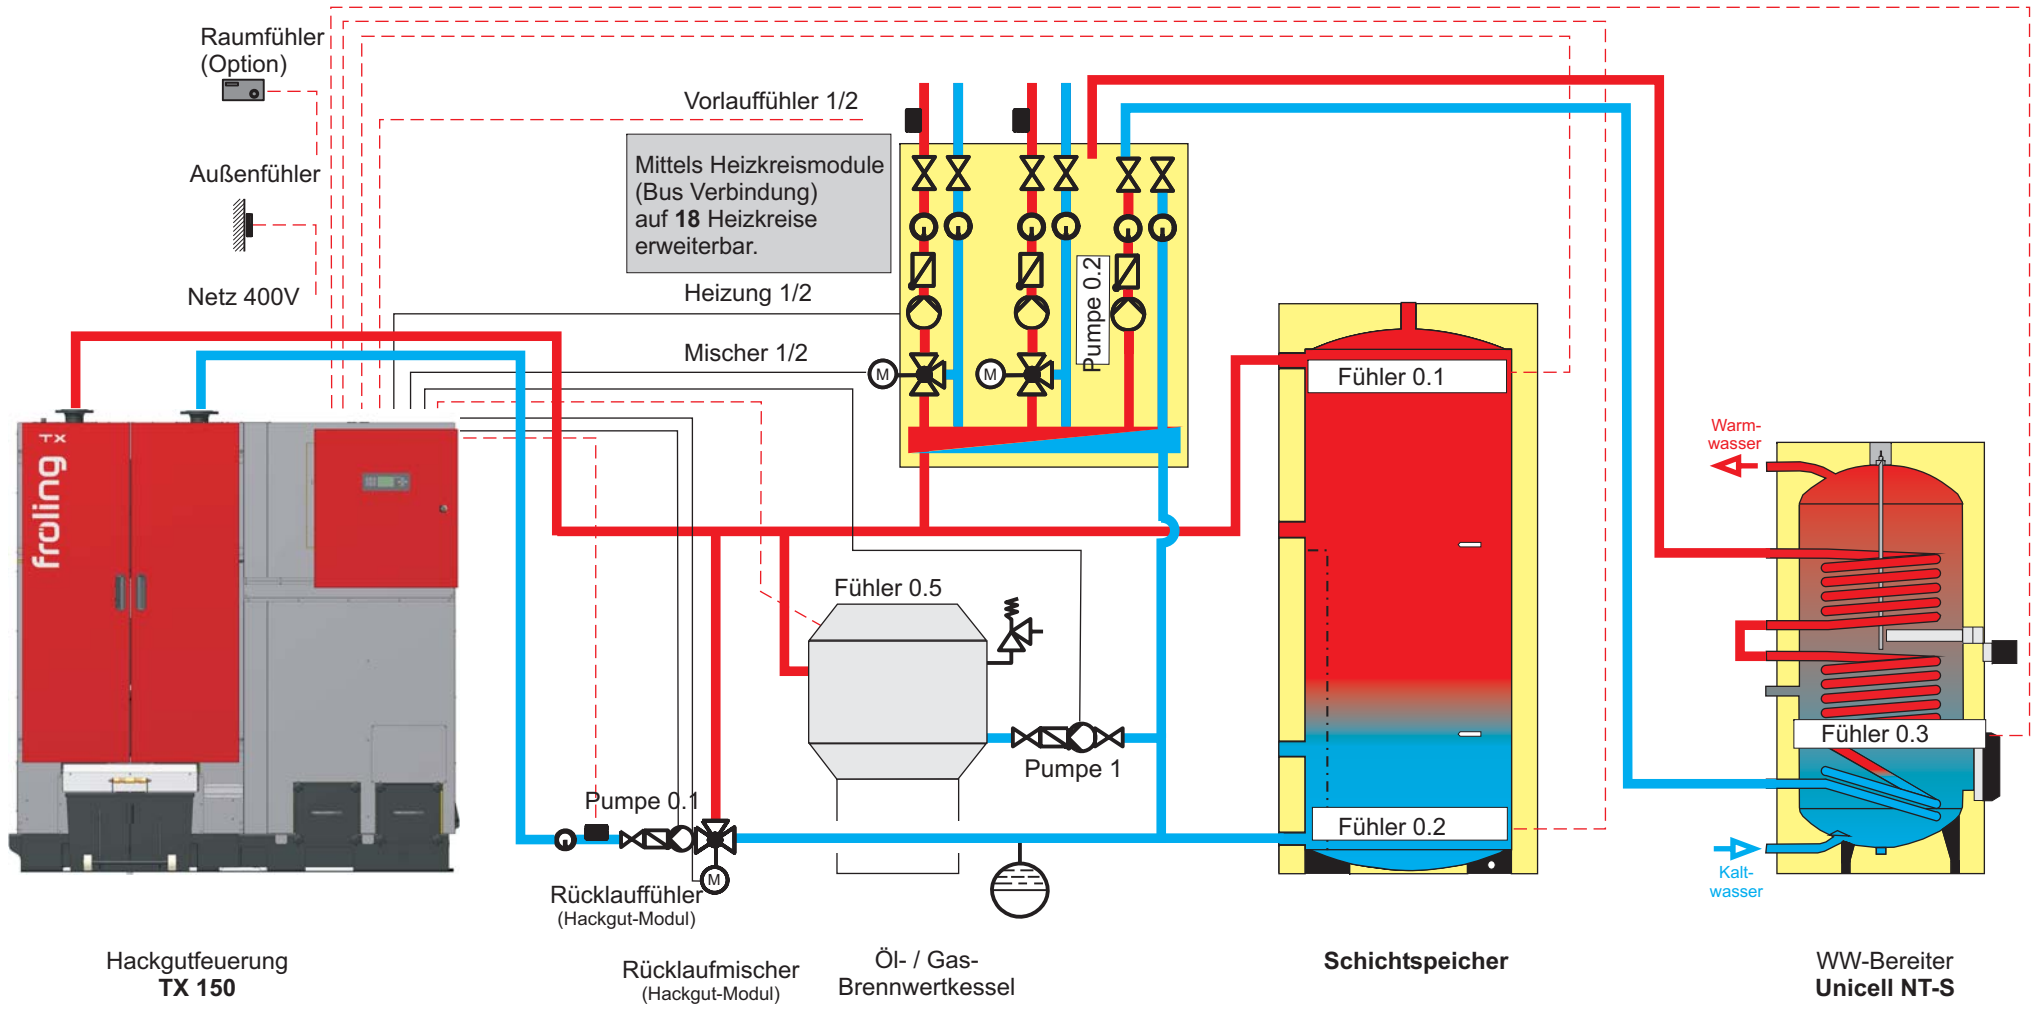 Raumfühler
(Option)
Außenfühler
Netz 400V
Vorlauffühler 1/2
Mittels Heizkreismodule
(Bus Verbindung)
auf 18 Heizkreise
erweiterbar.
Heizung 1/2
Mischer 1/2
Pumpe 0.2
M
M
Fühler 0.1
TX
fröling
Warm-
wasser
Fühler 0.5
Fühler 0.3
Pumpe 1
Pumpe 0.1
Fühler 0.2
M
Rücklauffühler
(Hackgut-Modul)
Kalt-
wasser
Hackgutfeuerung
TX 150
Rücklaufmischer
(Hackgut-Modul)
Öl- / Gas-
Brennwertkessel
Schichtspeicher
WW-Bereiter
Unicell NT-S